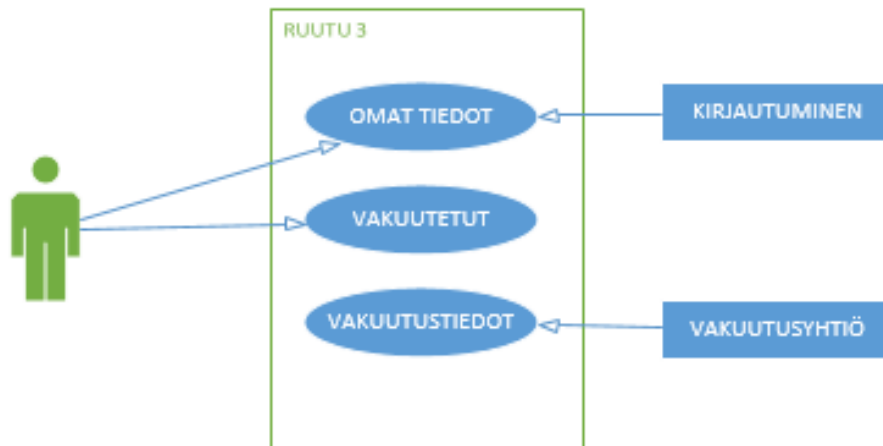 RUUTU 3
OMAT TIEDOT
KIRJAUTUMINEN
VAKUUTETUT
VAKUUTUSTIEDOT
VAKUUTUSYHTIÖ